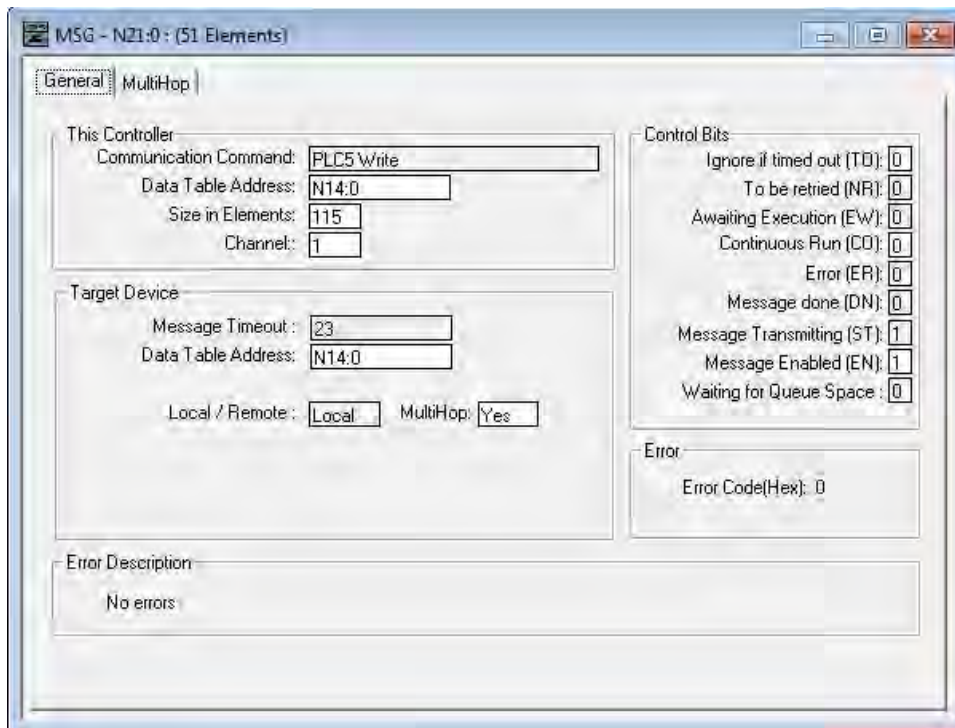 MSG - N21:0 : (51 Elements)
General MultiHop
This Controller
Communication Command: PLC5 Write
Data Table Address: N14:0
Size in Elements: 115
Channel: 1
Target Device
Message Timeout : 23
Data Table Address: N14:0
Local / Remote : Local MultiHop: Yes
Control Bits
Ignore if timed out (TO): 0
To be retried (NR): 0
Awaiting Execution (EW): 0
Continuous Run (CO): 0
Error (ER): 0
Message done (DN): 0
Message Transmitting (ST): 1
Message Enabled (EN): 1
Waiting for Queue Space : 0
Error
Error Code(Hex): 0
Error Description
No errors